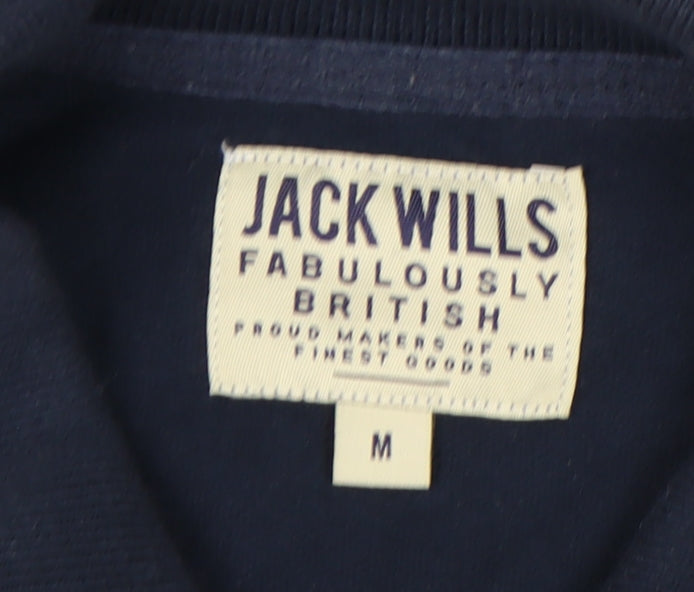 JACK WILLS
FABULOUSLY
BRITISH
PROUD MAKERS OF THE
FINEST GOODS
M